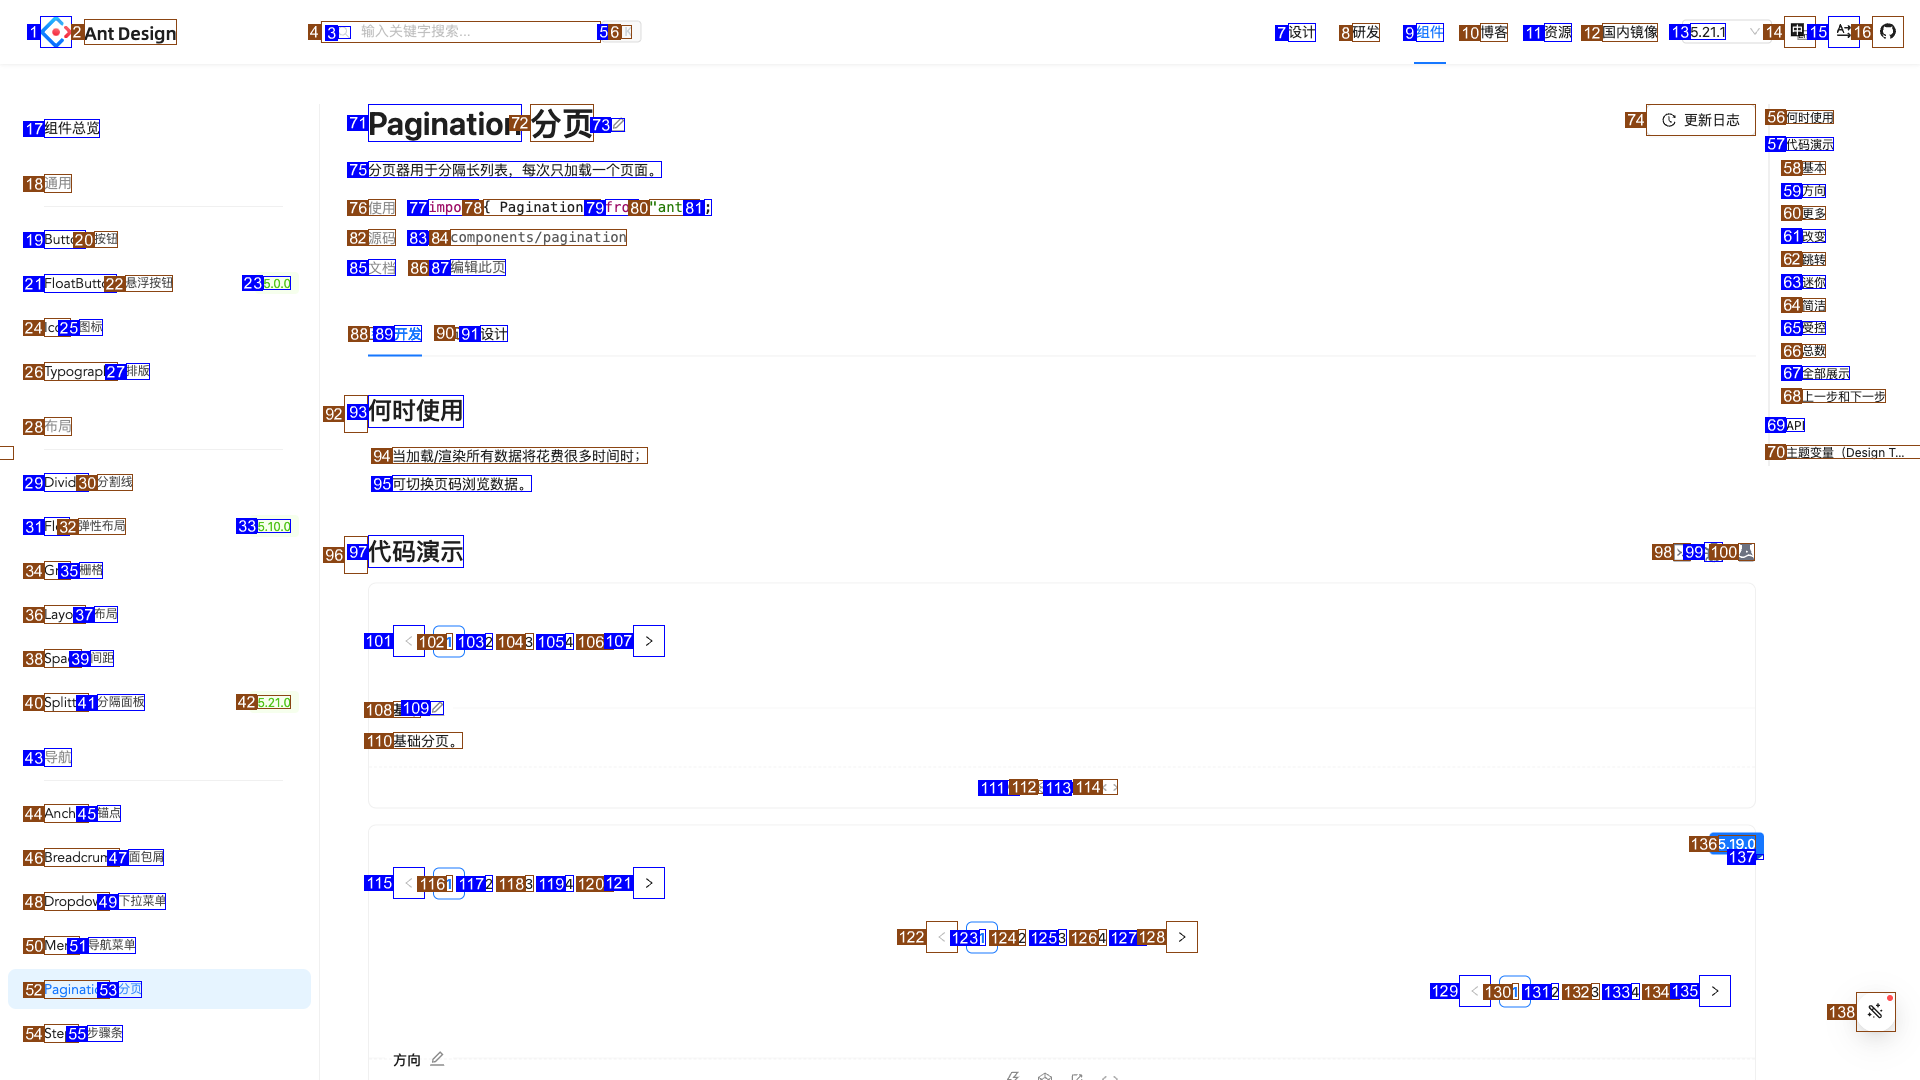 1 2 Ant Design 4 3 输入关键字搜索... 5 6 K 7 设计 8 研发 9 组件 10 博客 11 资源 12 国内镜像 13 5.21.1 14 中 15 16
71 Pagination 72 分页 73 74 更新日志
75 分页器用于分隔长列表，每次只加载一个页面。
76 使用 77 impo 78 { Pagination 79 fro 80 "ant 81 ;
82 源码 83 84 components/pagination
85 文档 86 87 编辑此页
88 89 开发 90 91 设计
92 93 何时使用
94 当加载/渲染所有数据将花费很多时间时；
95 可切换页码浏览数据。
96 97 代码演示 98 99 100
101 102 1 103 2 104 3 105 4 106 107
108 基 109
110 基础分页。
111 112 113 114
136 5.19.0
137
115 116 1 117 2 118 3 119 4 120 121
122 123 1 124 2 125 3 126 4 127 128
129 130 1 131 2 132 3 133 4 134 135
方向
17 组件总览
18 通用
19 Butto 20 按钮
21 FloatButto 22 悬浮按钮 23 5.0.0
24 Ico 25 图标
26 Typograp 27 排版
28 布局
29 Divid 30 分割线
31 Fl 32 弹性布局 33 5.10.0
34 G 35 栅格
36 Layo 37 布局
38 Spa 39 间距
40 Splitt 41 分隔面板 42 5.21.0
43 导航
44 Anch 45 锚点
46 Breadcrum 47 面包屑
48 Dropdow 49 下拉菜单
50 Me 51 导航菜单
52 Paginati 53 分页
54 Ste 55 步骤条
56 何时使用
57 代码演示
58 基本
59 方向
60 更多
61 改变
62 跳转
63 迷你
64 简洁
65 受控
66 总数
67 全部展示
68 上一步和下一步
69 API
70 主题变量（Design T...
138